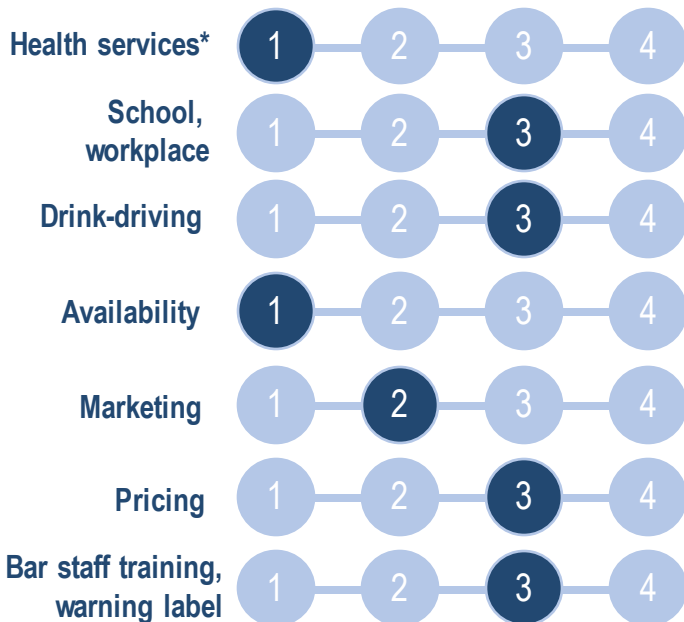 Health services* 1 2 3 4
School,
workplace 1 2 3 4
Drink-driving 1 2 3 4
Availability 1 2 3 4
Marketing 1 2 3 4
Pricing 1 2 3 4
Bar staff training,
warning label 1 2 3 4